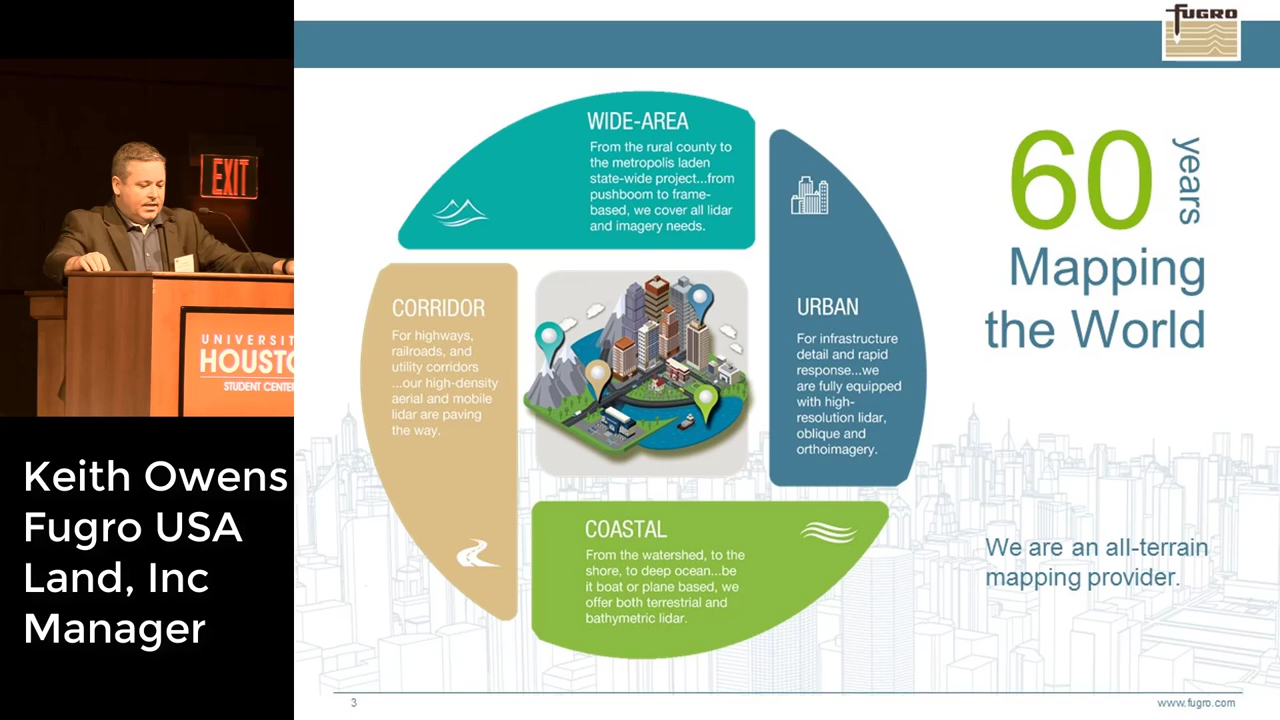 FUGRO
EXIT
UNIVERSIT
HOUSTO
STUDENT CENTE
Keith Owens
Fugro USA
Land, Inc
Manager
WIDE-AREA
From the rural county to
the metropolis laden
state-wide project...from
pushboom to frame-
based, we cover all lidar
and imagery needs.
CORRIDOR
For highways,
railroads, and
utility corridors
...our high-density
aerial and mobile
lidar are paving
the way.
URBAN
For infrastructure
detail and rapid
response...we
are fully equipped
with high-
resolution lidar,
oblique and
orthoimagery.
COASTAL
From the watershed, to the
shore, to deep ocean...be
it boat or plane based, we
offer both terrestrial and
bathymetric lidar.
60 years
Mapping
the World
We are an all-terrain
mapping provider.
3
www.fugro.com